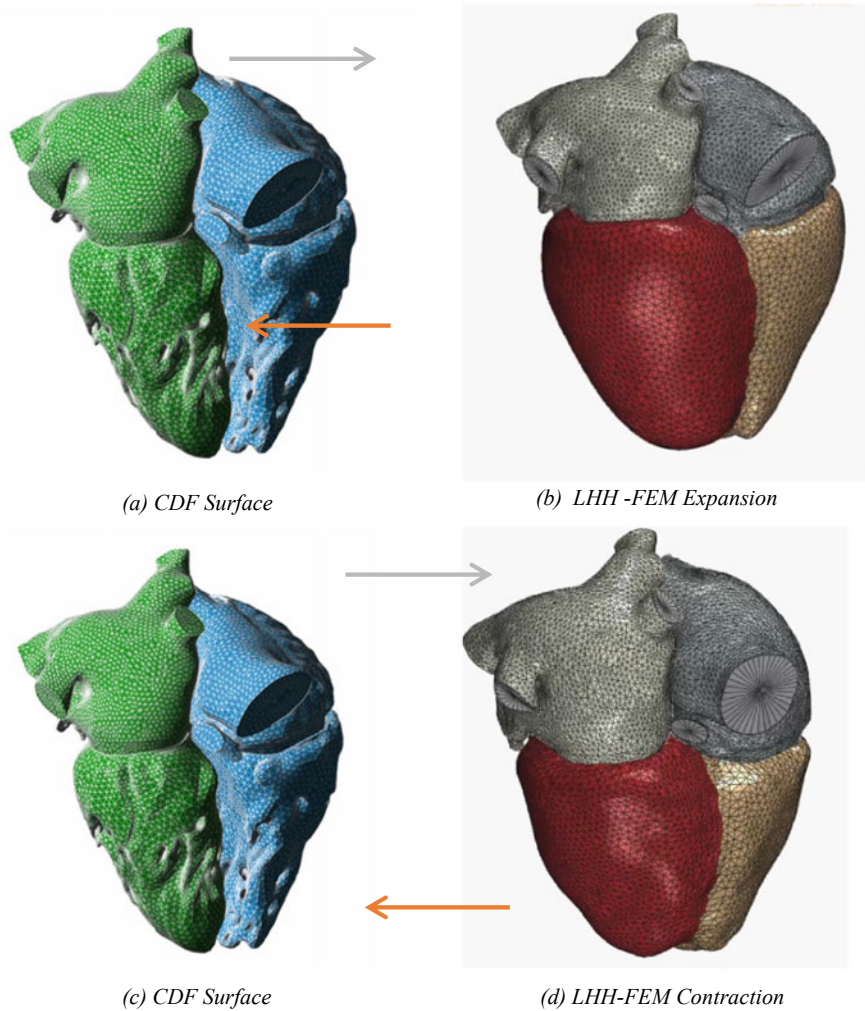 (a) CDF Surface
(b) LHH -FEM Expansion
(c) CDF Surface
(d) LHH-FEM Contraction